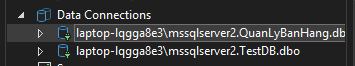 Data Connections
laptop-lqgga8e3\mssqlserver2.QuanLyBanHang.db
laptop-lqgga8e3\mssqlserver2.TestDB.dbo